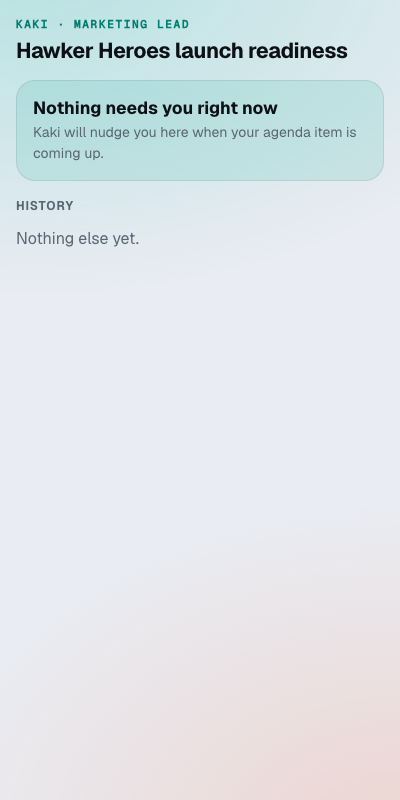 KAKI · MARKETING LEAD
Hawker Heroes launch readiness
Nothing needs you right now
Kaki will nudge you here when your agenda item is
coming up.
HISTORY
Nothing else yet.